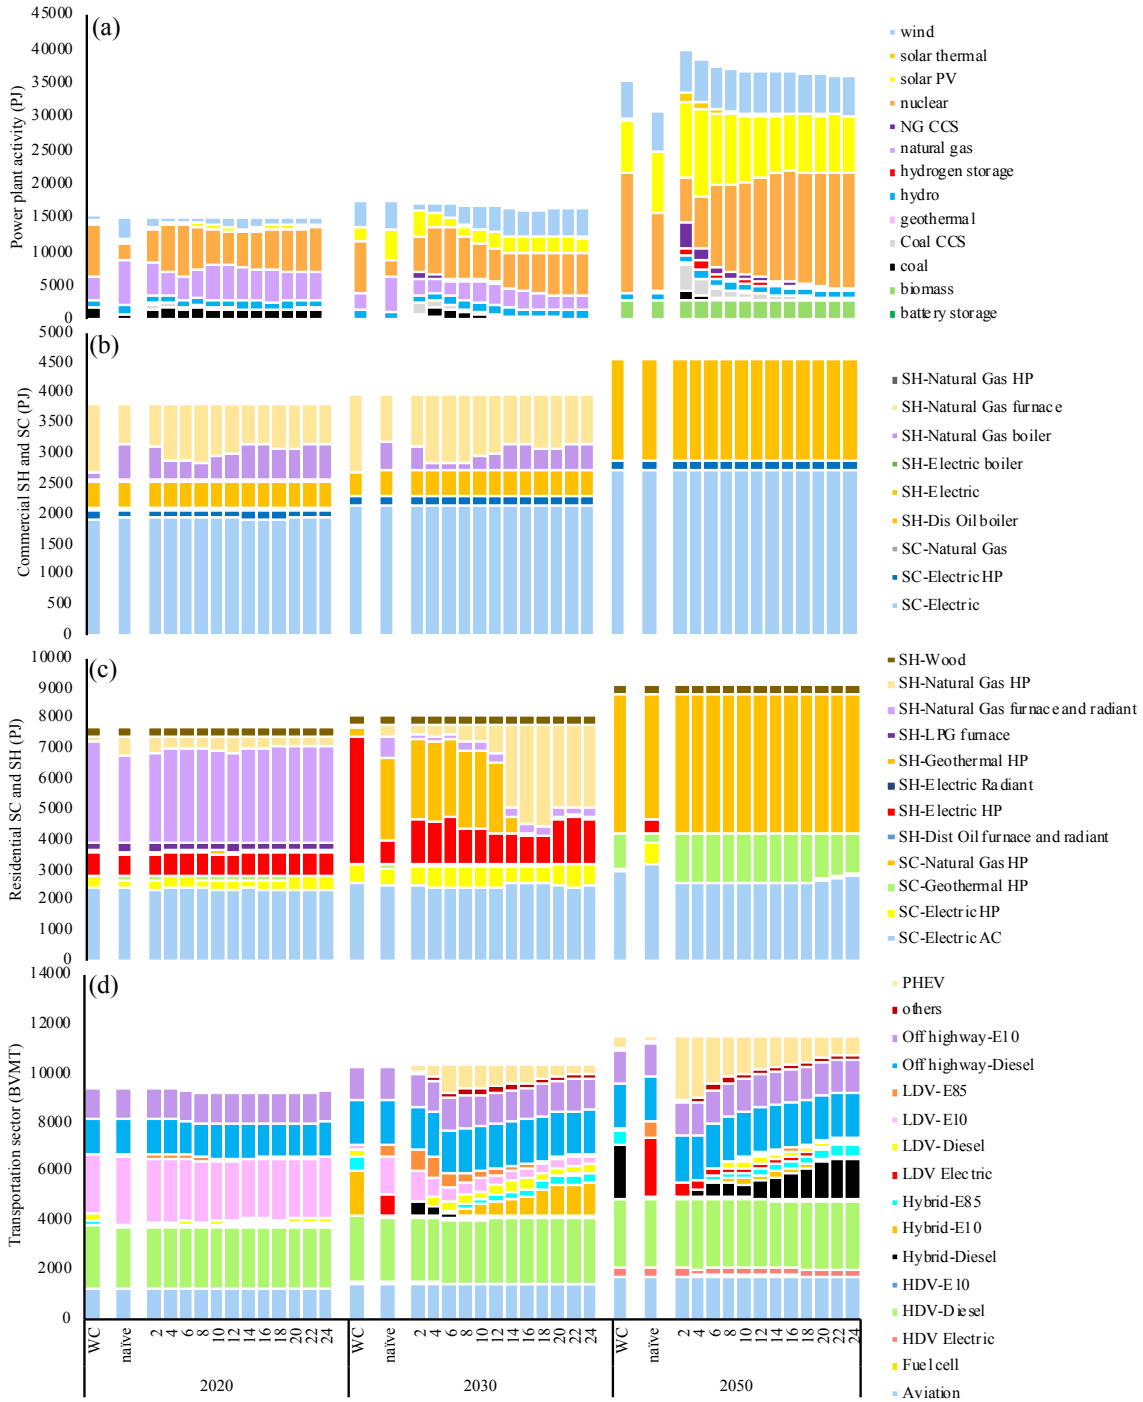 (a)
Power plant activity (PJ)
45000
40000
35000
30000
25000
20000
15000
10000
5000
0
wind
solar thermal
solar PV
nuclear
NG CCS
natural gas
hydrogen storage
hydro
geothermal
Coal CCS
coal
biomass
battery storage
(b)
Commercial SH and SC (PJ)
5000
4500
4000
3500
3000
2500
2000
1500
1000
500
0
SH-Natural Gas HP
SH-Natural Gas furnace
SH-Natural Gas boiler
SH-Electric boiler
SH-Electric
SH-Dis Oil boiler
SC-Natural Gas
SC-Electric HP
SC-Electric
(c)
Residential SC and SH (PJ)
10000
9000
8000
7000
6000
5000
4000
3000
2000
1000
0
SH-Wood
SH-Natural Gas HP
SH-Natural Gas furnace and radiant
SH-LPG furnace
SH-Geothermal HP
SH-Electric Radiant
SH-Electric HP
SH-Dist Oil furnace and radiant
SC-Natural Gas HP
SC-Geothermal HP
SC-Electric HP
SC-Electric AC
(d)
Transportation sector (BVMT)
14000
12000
10000
8000
6000
4000
2000
0
PHEV
others
Off highway-E10
Off highway-Diesel
LDV-E85
LDV-E10
LDV-Diesel
LDV Electric
Hybrid-E85
Hybrid-E10
Hybrid-Diesel
HDV-E10
HDV-Diesel
HDV Electric
Fuel cell
Aviation
WC naïve 2 4 6 8 10 12 14 16 18 20 22 24
WC naïve 2 4 6 8 10 12 14 16 18 20 22 24
WC naïve 2 4 6 8 10 12 14 16 18 20 22 24
2020 2030 2050